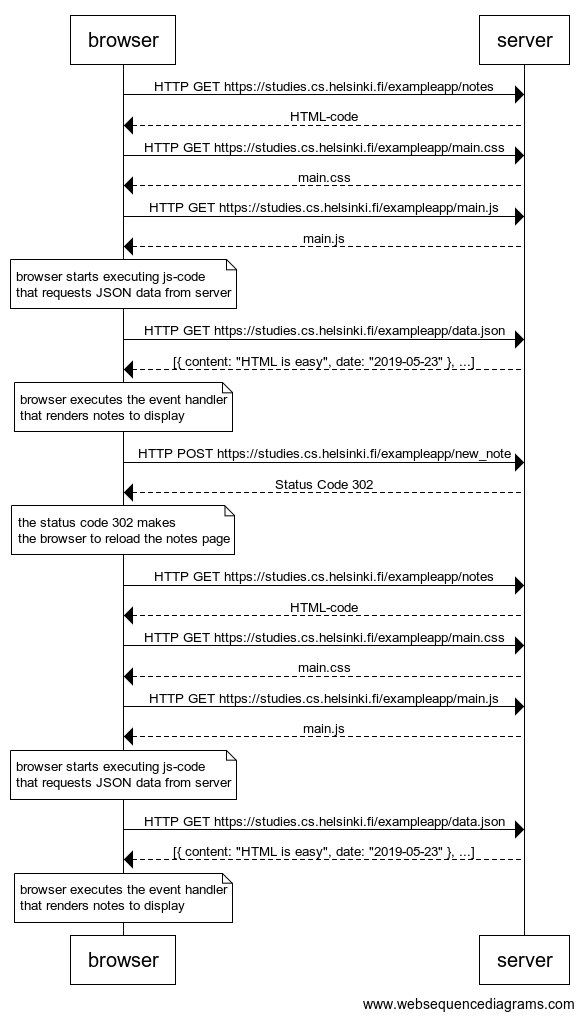 browser
server
HTTP GET https://studies.cs.helsinki.fi/exampleapp/notes
HTML-code
HTTP GET https://studies.cs.helsinki.fi/exampleapp/main.css
main.css
HTTP GET https://studies.cs.helsinki.fi/exampleapp/main.js
main.js
browser starts executing js-code
that requests JSON data from server
HTTP GET https://studies.cs.helsinki.fi/exampleapp/data.json
[{ content: "HTML is easy", date: "2019-05-23" }, ...]
browser executes the event handler
that renders notes to display
HTTP POST https://studies.cs.helsinki.fi/exampleapp/new_note
Status Code 302
the status code 302 makes
the browser to reload the notes page
HTTP GET https://studies.cs.helsinki.fi/exampleapp/notes
HTML-code
HTTP GET https://studies.cs.helsinki.fi/exampleapp/main.css
main.css
HTTP GET https://studies.cs.helsinki.fi/exampleapp/main.js
main.js
browser starts executing js-code
that requests JSON data from server
HTTP GET https://studies.cs.helsinki.fi/exampleapp/data.json
[{ content: "HTML is easy", date: "2019-05-23" }, ...]
browser executes the event handler
that renders notes to display
browser
server
www.websequencediagrams.com